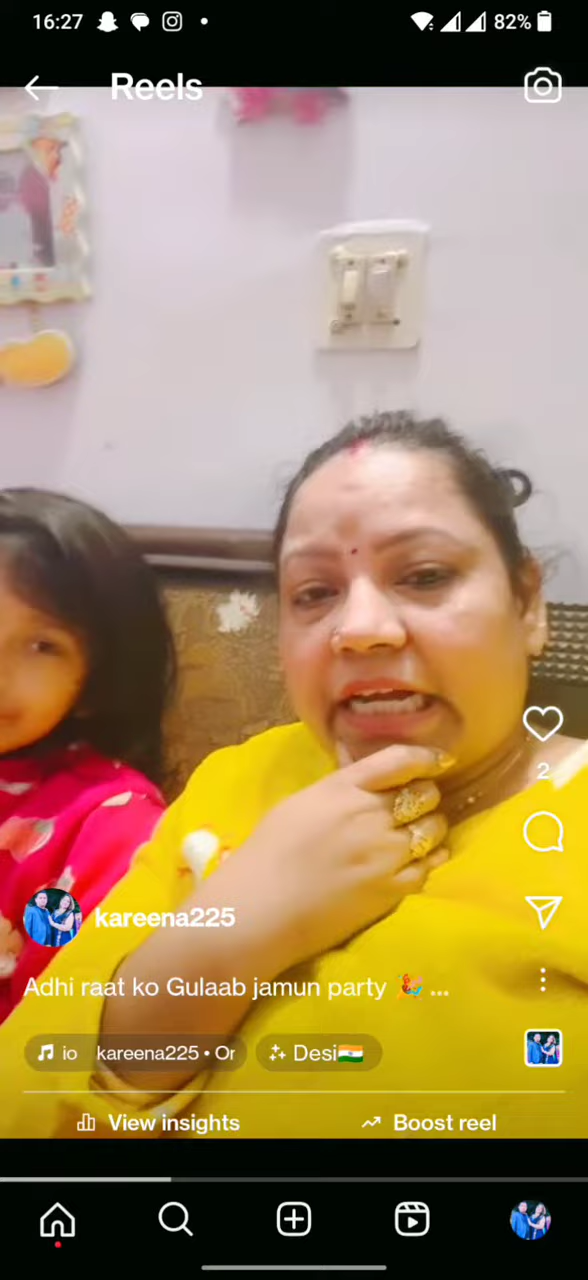 16:27 82%
Reels
2
kareena225
Adhi raat ko Gulaab jamun party 🎉 ...
io kareena225 • Or
Desi🇮🇳
View insights
Boost reel